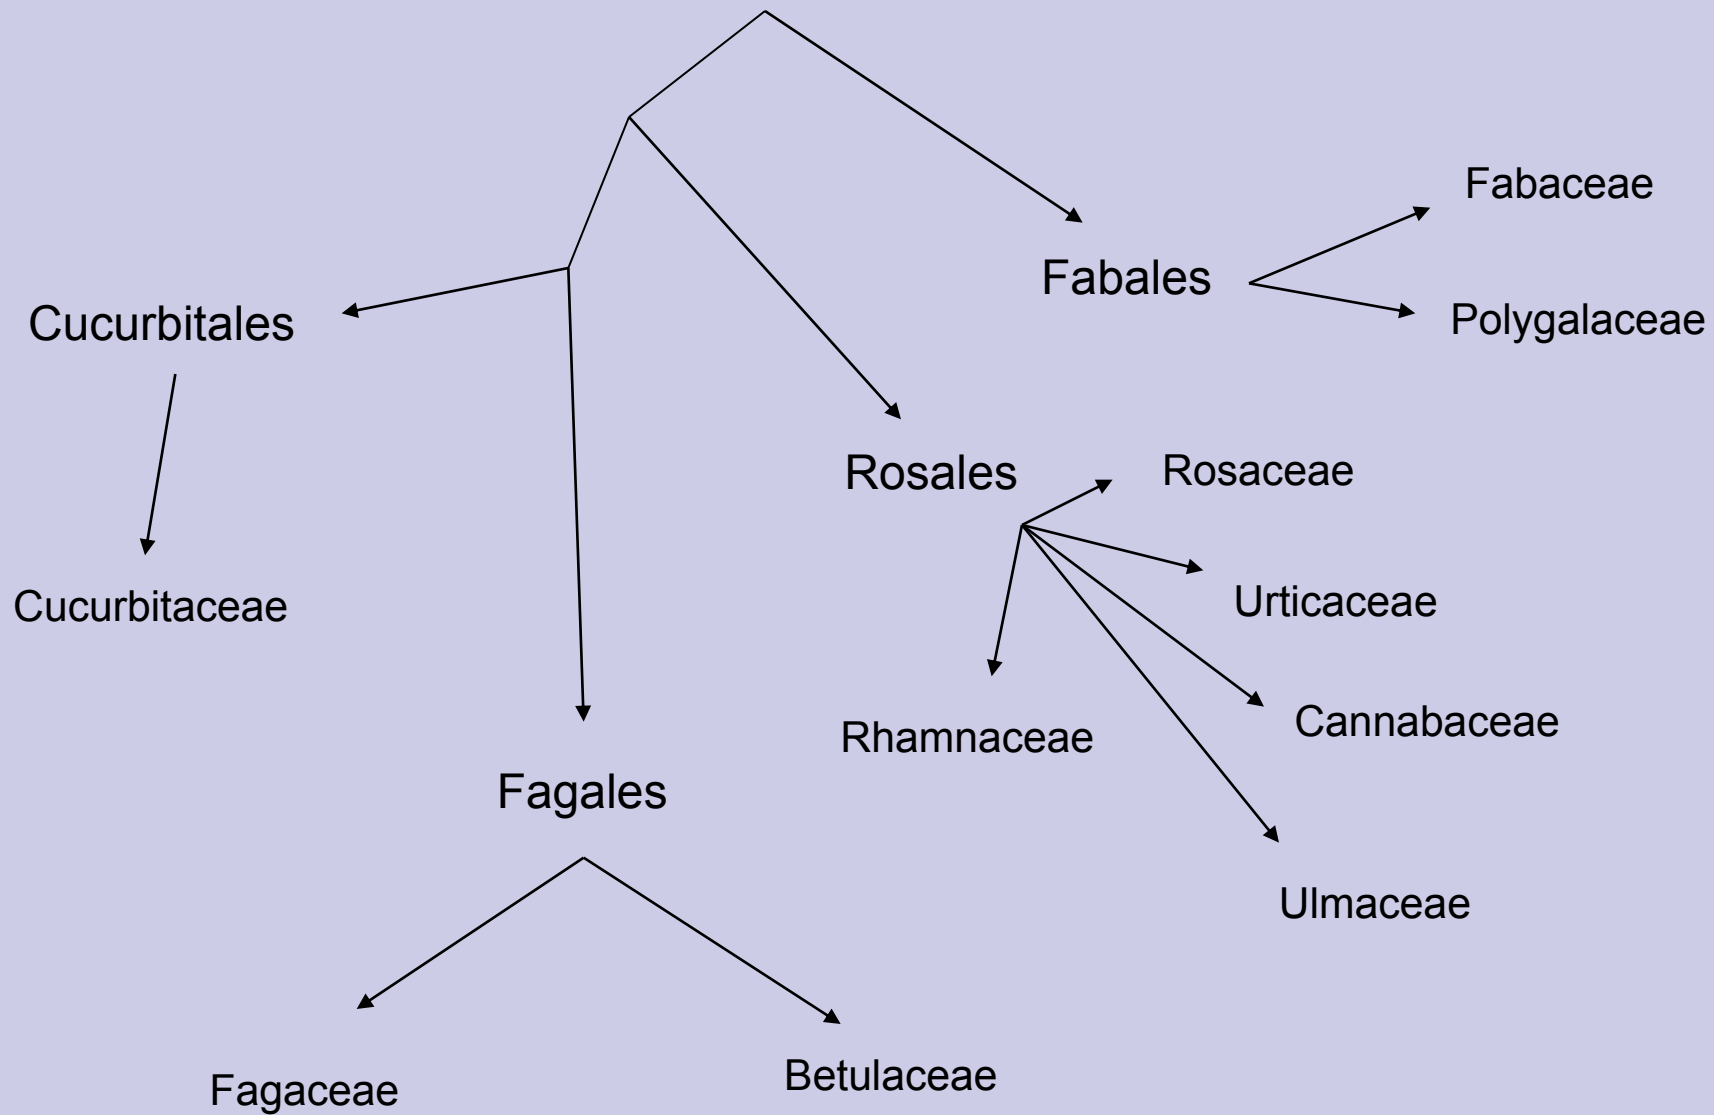 Fabaceae
Fabales
Polygalaceae
Cucurbitales
Rosales
Rosaceae
Cucurbitaceae
Urticaceae
Rhamnaceae
Cannabaceae
Fagales
Ulmaceae
Fagaceae
Betulaceae